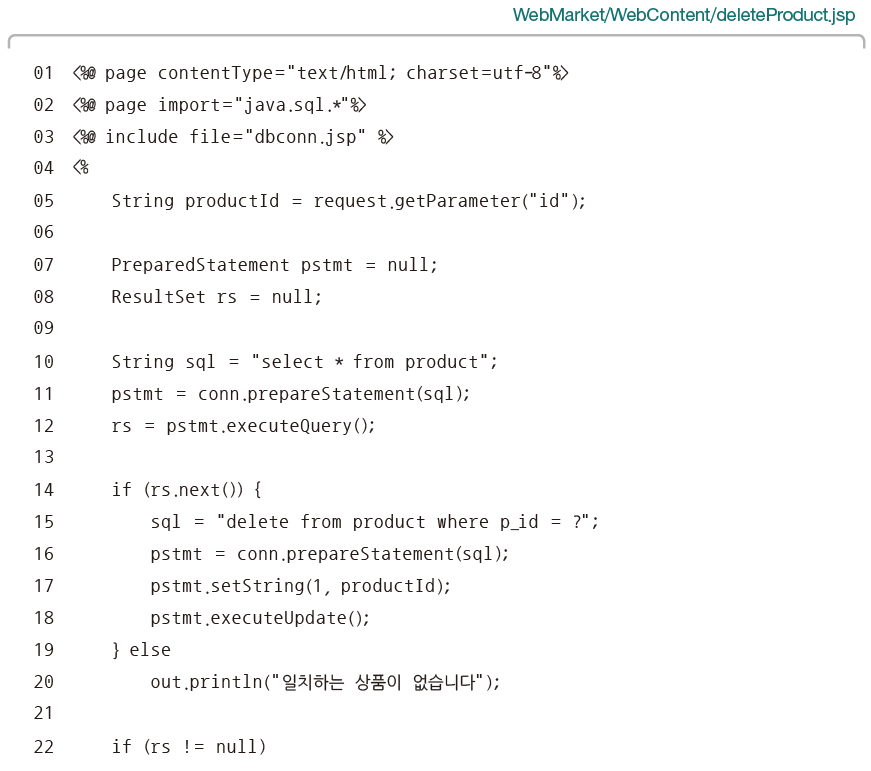 WebMarket/WebContent/deleteProduct.jsp
01 <%@ page contentType="text/html; charset=utf-8"%>
02 <%@ page import="java.sql.*"%>
03 <%@ include file="dbconn.jsp" %>
04 <%
05     String productId = request.getParameter("id");
06
07     PreparedStatement pstmt = null;
08     ResultSet rs = null;
09
10     String sql = "select * from product";
11     pstmt = conn.prepareStatement(sql);
12     rs = pstmt.executeQuery();
13
14     if (rs.next()) {
15         sql = "delete from product where p_id = ?";
16         pstmt = conn.prepareStatement(sql);
17         pstmt.setString(1, productId);
18         pstmt.executeUpdate();
19     } else
20         out.println("일치하는 상품이 없습니다");
21
22     if (rs != null)